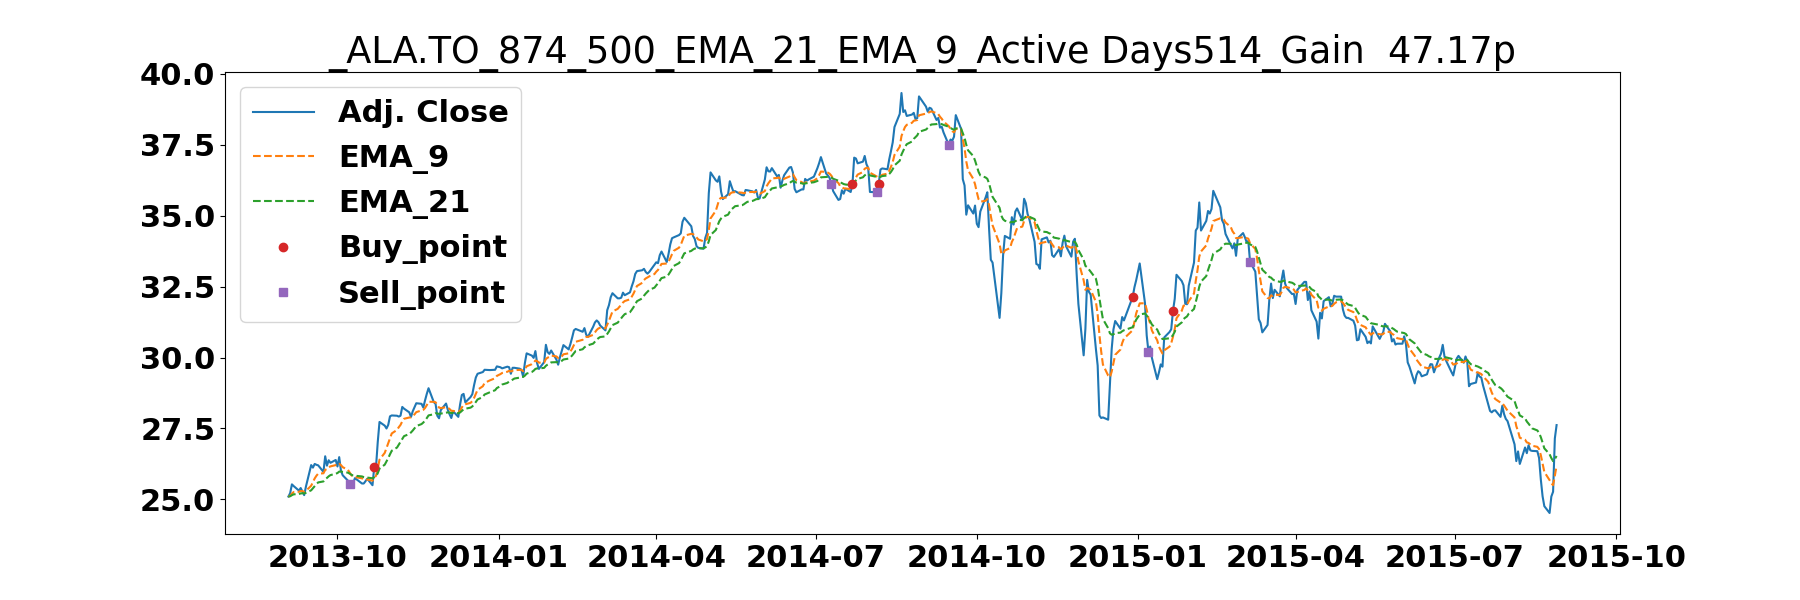 _ALA.TO_874_500_EMA_21_EMA_9_Active Days514_Gain  47.17p
40.0
37.5
35.0
32.5
30.0
27.5
25.0
Adj. Close
EMA_9
EMA_21
Buy_point
Sell_point
2013-10 2014-01 2014-04 2014-07 2014-10 2015-01 2015-04 2015-07 2015-10